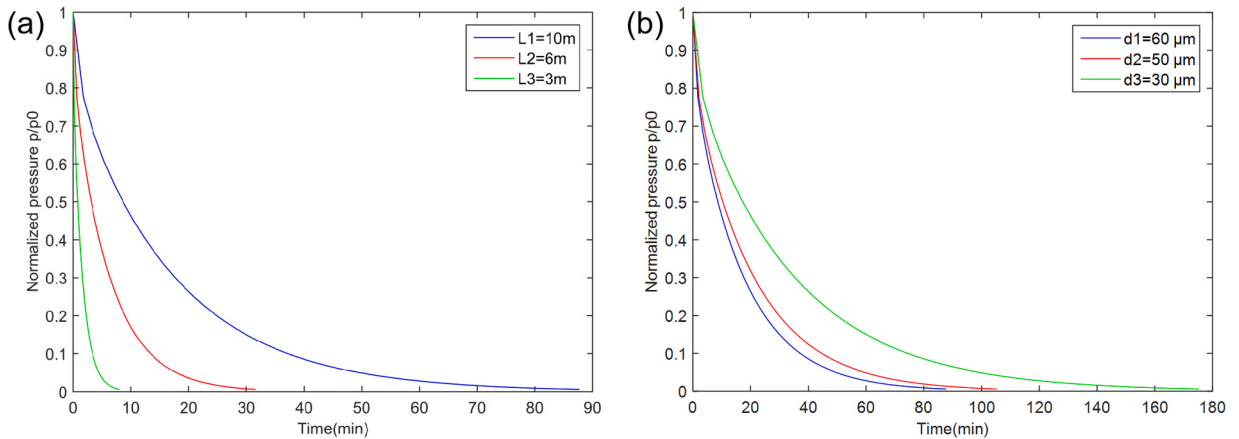 (a)
L1=10m
L2=6m
L3=3m
Normalized pressure p/p0
1
0.9
0.8
0.7
0.6
0.5
0.4
0.3
0.2
0.1
0
0 10 20 30 40 50 60 70 80 90
Time(min)
(b)
d1=60 μm
d2=50 μm
d3=30 μm
Normalized pressure p/p0
1
0.9
0.8
0.7
0.6
0.5
0.4
0.3
0.2
0.1
0
0 20 40 60 80 100 120 140 160 180
Time(min)